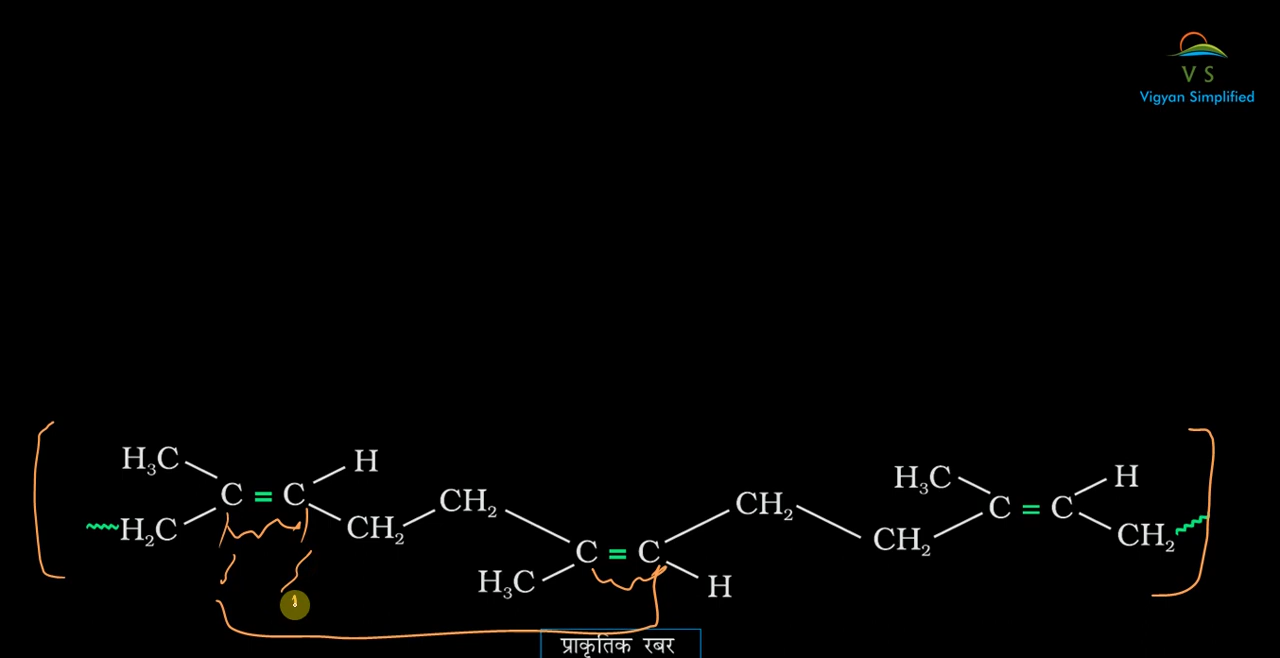 V S
Vigyan Simplified
H₃C H H₃C H
C = C CH₂ CH₂ C = C
H₂C CH₂ C = C CH₂ CH₂
H₃C H
प्राकृतिक रबर